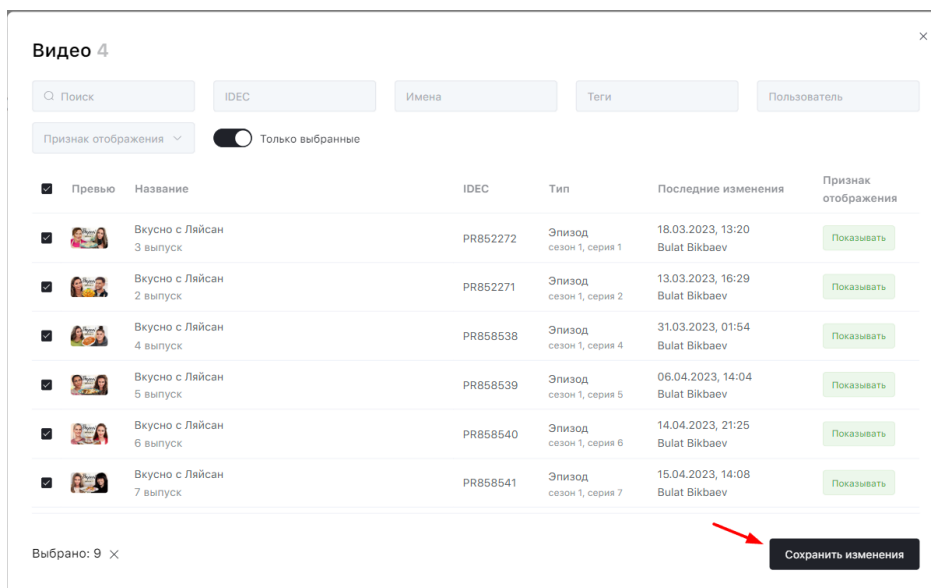 Видео 4
Поиск
IDEC
Имена
Теги
Пользователь
Признак отображения
Только выбранные
Превью
Название
IDEC
Тип
Последние изменения
Признак
отображения
Вкусно с Ляйсан
3 выпуск
PR852272
Эпизод
сезон 1, серия 1
18.03.2023, 13:20
Bulat Bikbaev
Показывать
Вкусно с Ляйсан
2 выпуск
PR852271
Эпизод
сезон 1, серия 2
13.03.2023, 16:29
Bulat Bikbaev
Показывать
Вкусно с Ляйсан
4 выпуск
PR858538
Эпизод
сезон 1, серия 4
31.03.2023, 01:54
Bulat Bikbaev
Показывать
Вкусно с Ляйсан
5 выпуск
PR858539
Эпизод
сезон 1, серия 5
06.04.2023, 14:04
Bulat Bikbaev
Показывать
Вкусно с Ляйсан
6 выпуск
PR858540
Эпизод
сезон 1, серия 6
14.04.2023, 21:25
Bulat Bikbaev
Показывать
Вкусно с Ляйсан
7 выпуск
PR858541
Эпизод
сезон 1, серия 7
15.04.2023, 14:08
Bulat Bikbaev
Показывать
Выбрано: 9
Сохранить изменения